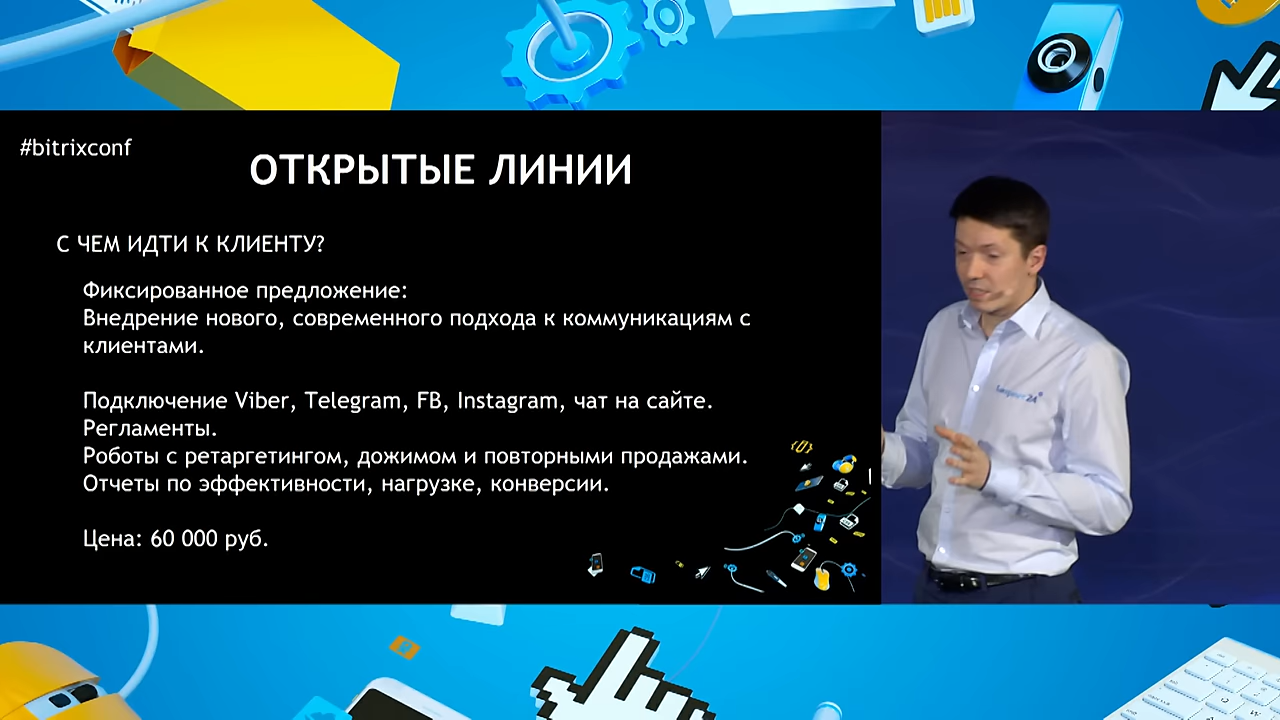 #bitrixconf
ОТКРЫТЫЕ ЛИНИИ
С ЧЕМ ИДТИ К КЛИЕНТУ?
Фиксированное предложение:
Внедрение нового, современного подхода к коммуникациям с
клиентами.
Подключение Viber, Telegram, FB, Instagram, чат на сайте.
Регламенты.
Роботы с ретаргетингом, дожимом и повторными продажами.
Отчеты по эффективности, нагрузке, конверсии.
Цена: 60 000 руб.